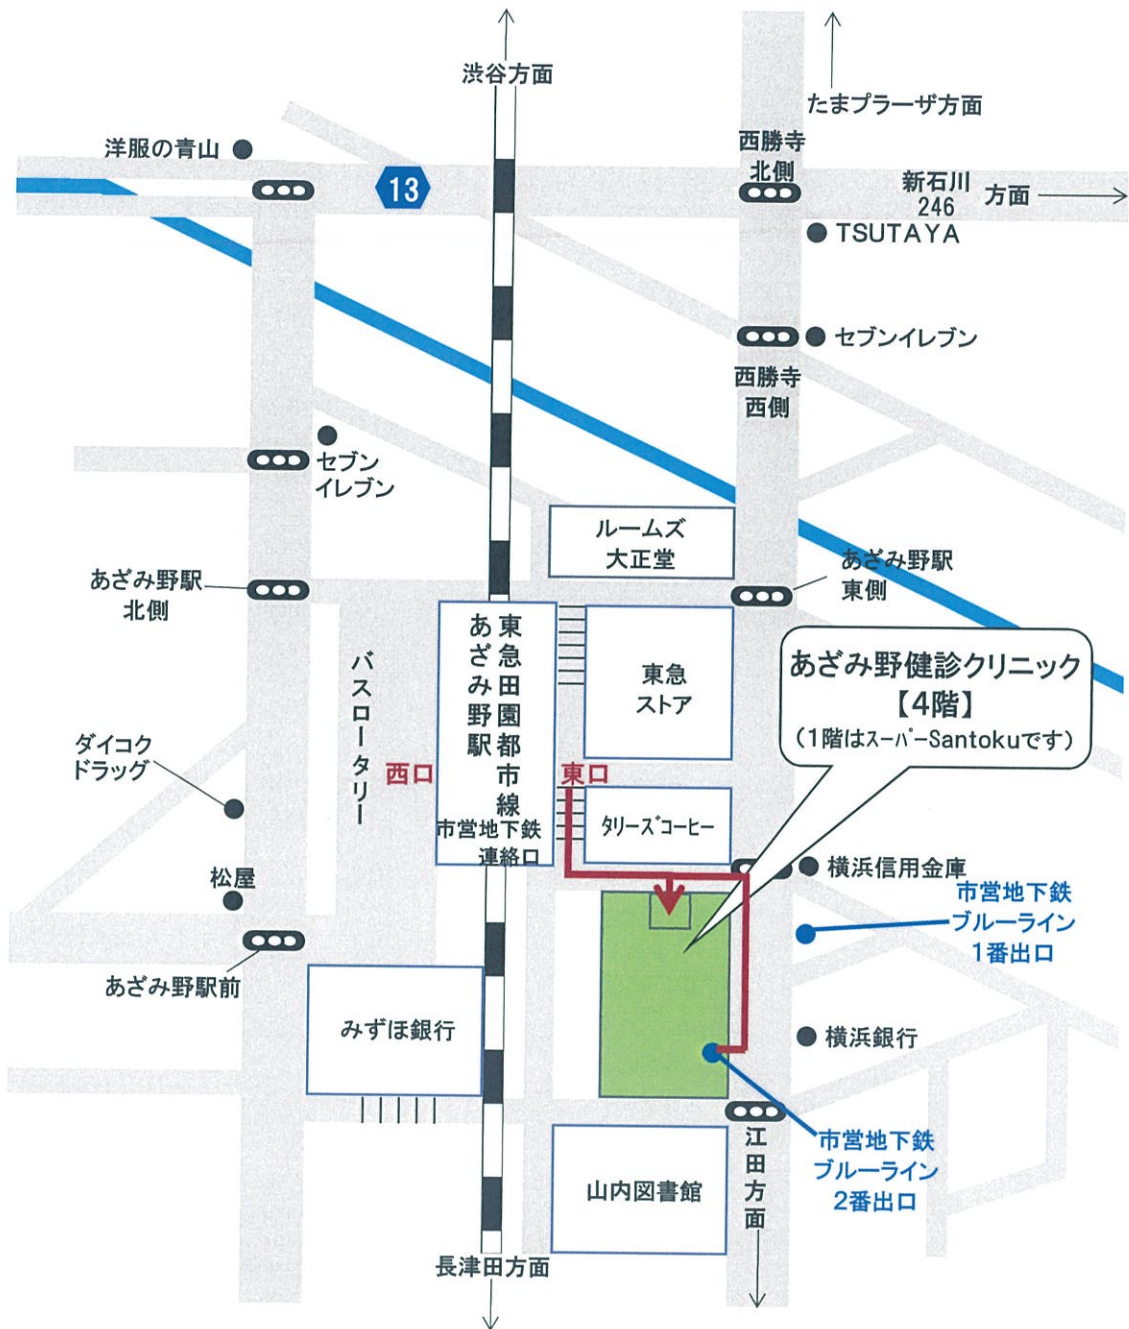 渋谷方面
たまプラーザ方面
洋服の青山
西勝寺
北側
13
新石川
246
方面
TSUTAYA
セブンイレブン
西勝寺
西側
セブン
イレブン
ルームズ
大正堂
あざみ野駅
北側
あざみ野駅
東側
東急田園都市線
あざみ野駅
バスロータリー
東急
ストア
あざみ野健診クリニック
【4階】
(1階はスーパーSantokuです)
ダイコク
ドラッグ
西口
東口
市営地下鉄
連絡口
タリーズコーヒー
松屋
横浜信用金庫
市営地下鉄
ブルーライン
1番出口
あざみ野駅前
みずほ銀行
横浜銀行
市営地下鉄
ブルーライン
2番出口
江田方面
山内図書館
長津田方面